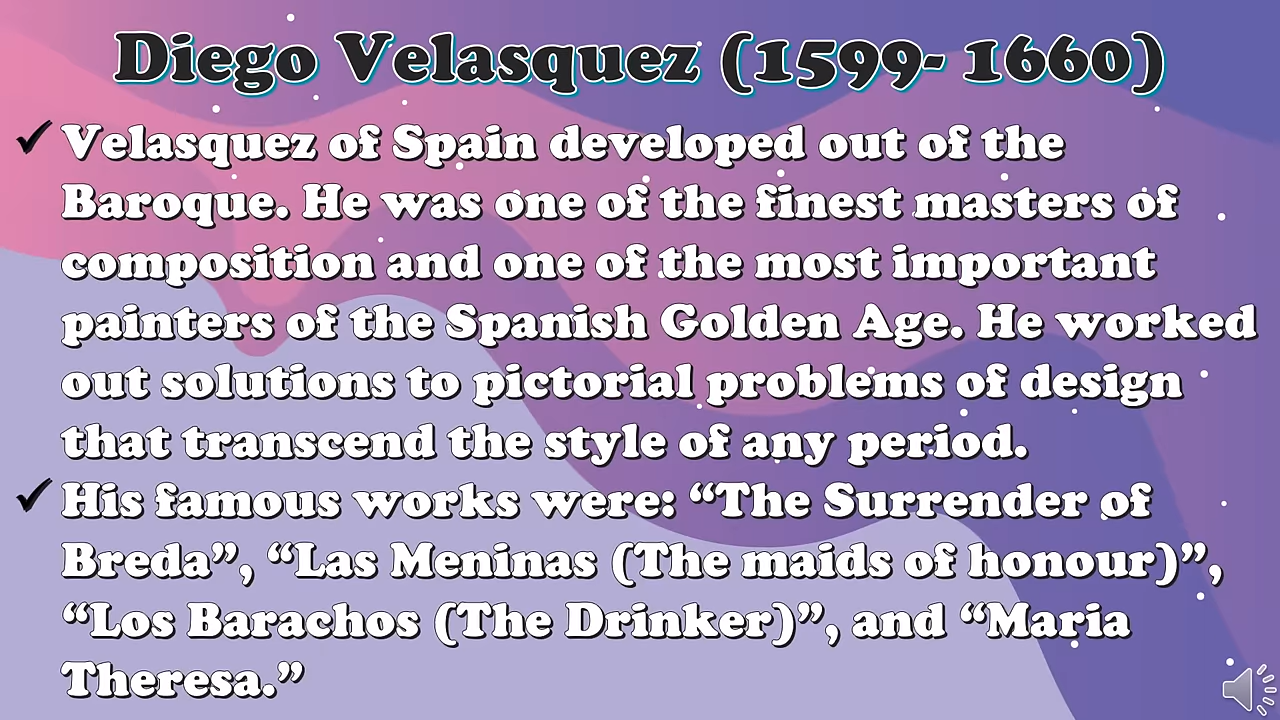 Diego Velasquez (1599- 1660)
✓ Velasquez of Spain developed out of the
Baroque. He was one of the finest masters of
composition and one of the most important
painters of the Spanish Golden Age. He worked
out solutions to pictorial problems of design
that transcend the style of any period.
✓ His famous works were: “The Surrender of
Breda”, “Las Meninas (The maids of honour)”,
“Los Barachos (The Drinker)”, and “Maria
Theresa.”